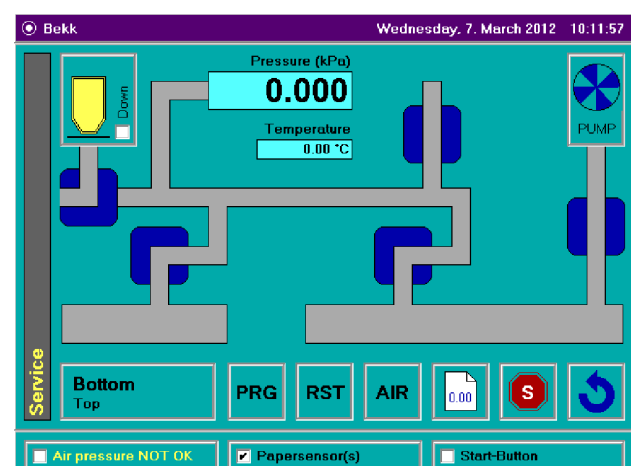 Bekk
Wednesday, 7. March 2012 10:11:57
Pressure (kPa)
0.000
Down
Temperature
0.00 °C
PUMP
Service
Bottom
Top
PRG
RST
AIR
0.00
S
Air pressure NOT OK
Papersensor(s)
Start-Button